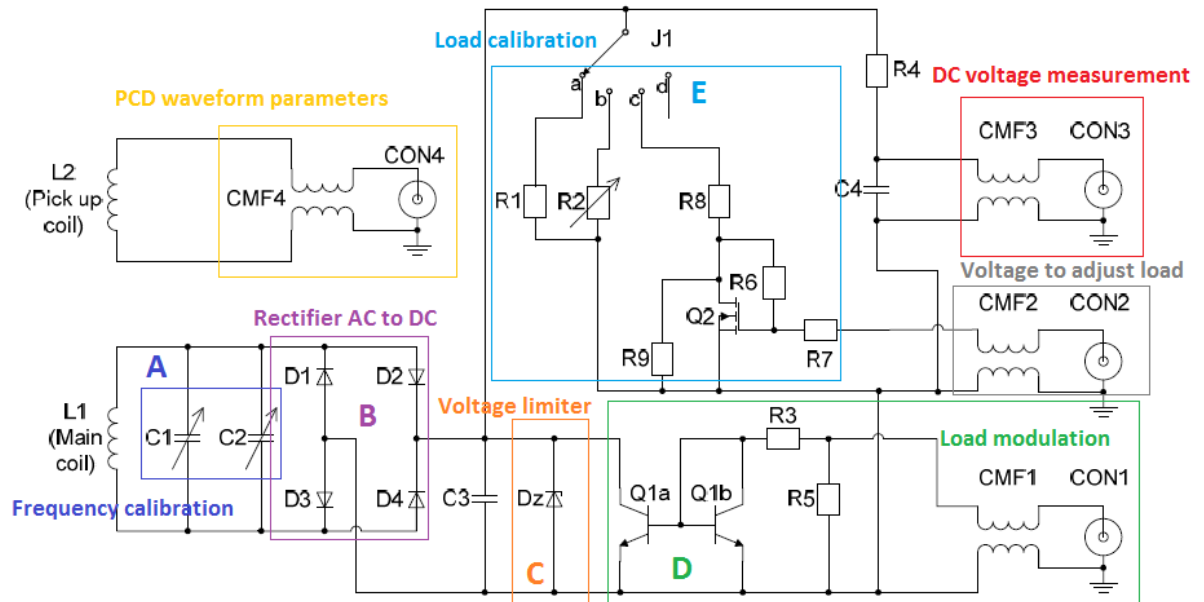 Load calibration
J1
a
b
c
d
E
R4
DC voltage measurement
PCD waveform parameters
CMF3
CON3
CON4
L2
(Pick up
coil)
CMF4
R1
R2
R8
C4
R6
Voltage to adjust load
CMF2
CON2
Rectifier AC to DC
Q2
R9
R7
A
D1
D2
B
L1
(Main
coil)
C1
C2
Voltage limiter
R3
Load modulation
CMF1
CON1
Frequency calibration
D3
D4
C3
Dz
Q1a
Q1b
R5
C
D